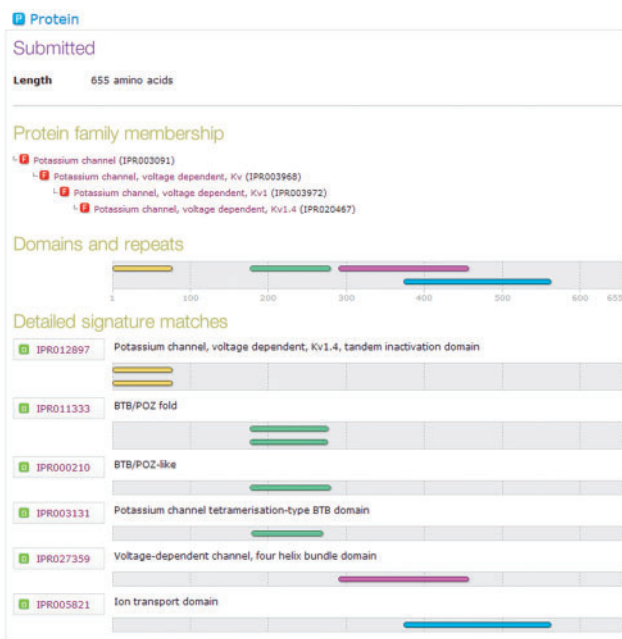 P Protein
Submitted
Length 655 amino acids
Protein family membership
F Potassium channel (IPR003091)
F Potassium channel, voltage dependent, Kv (IPR003968)
F Potassium channel, voltage dependent, Kv1 (IPR003972)
F Potassium channel, voltage dependent, Kv1.4 (IPR020467)
Domains and repeats
1 100 200 300 400 500 600 655
Detailed signature matches
D IPR012897 Potassium channel, voltage dependent, Kv1.4, tandem inactivation domain
D IPR011333 BTB/POZ fold
D IPR000210 BTB/POZ-like
D IPR003131 Potassium channel tetramerisation-type BTB domain
D IPR027359 Voltage-dependent channel, four helix bundle domain
D IPR005821 Ion transport domain